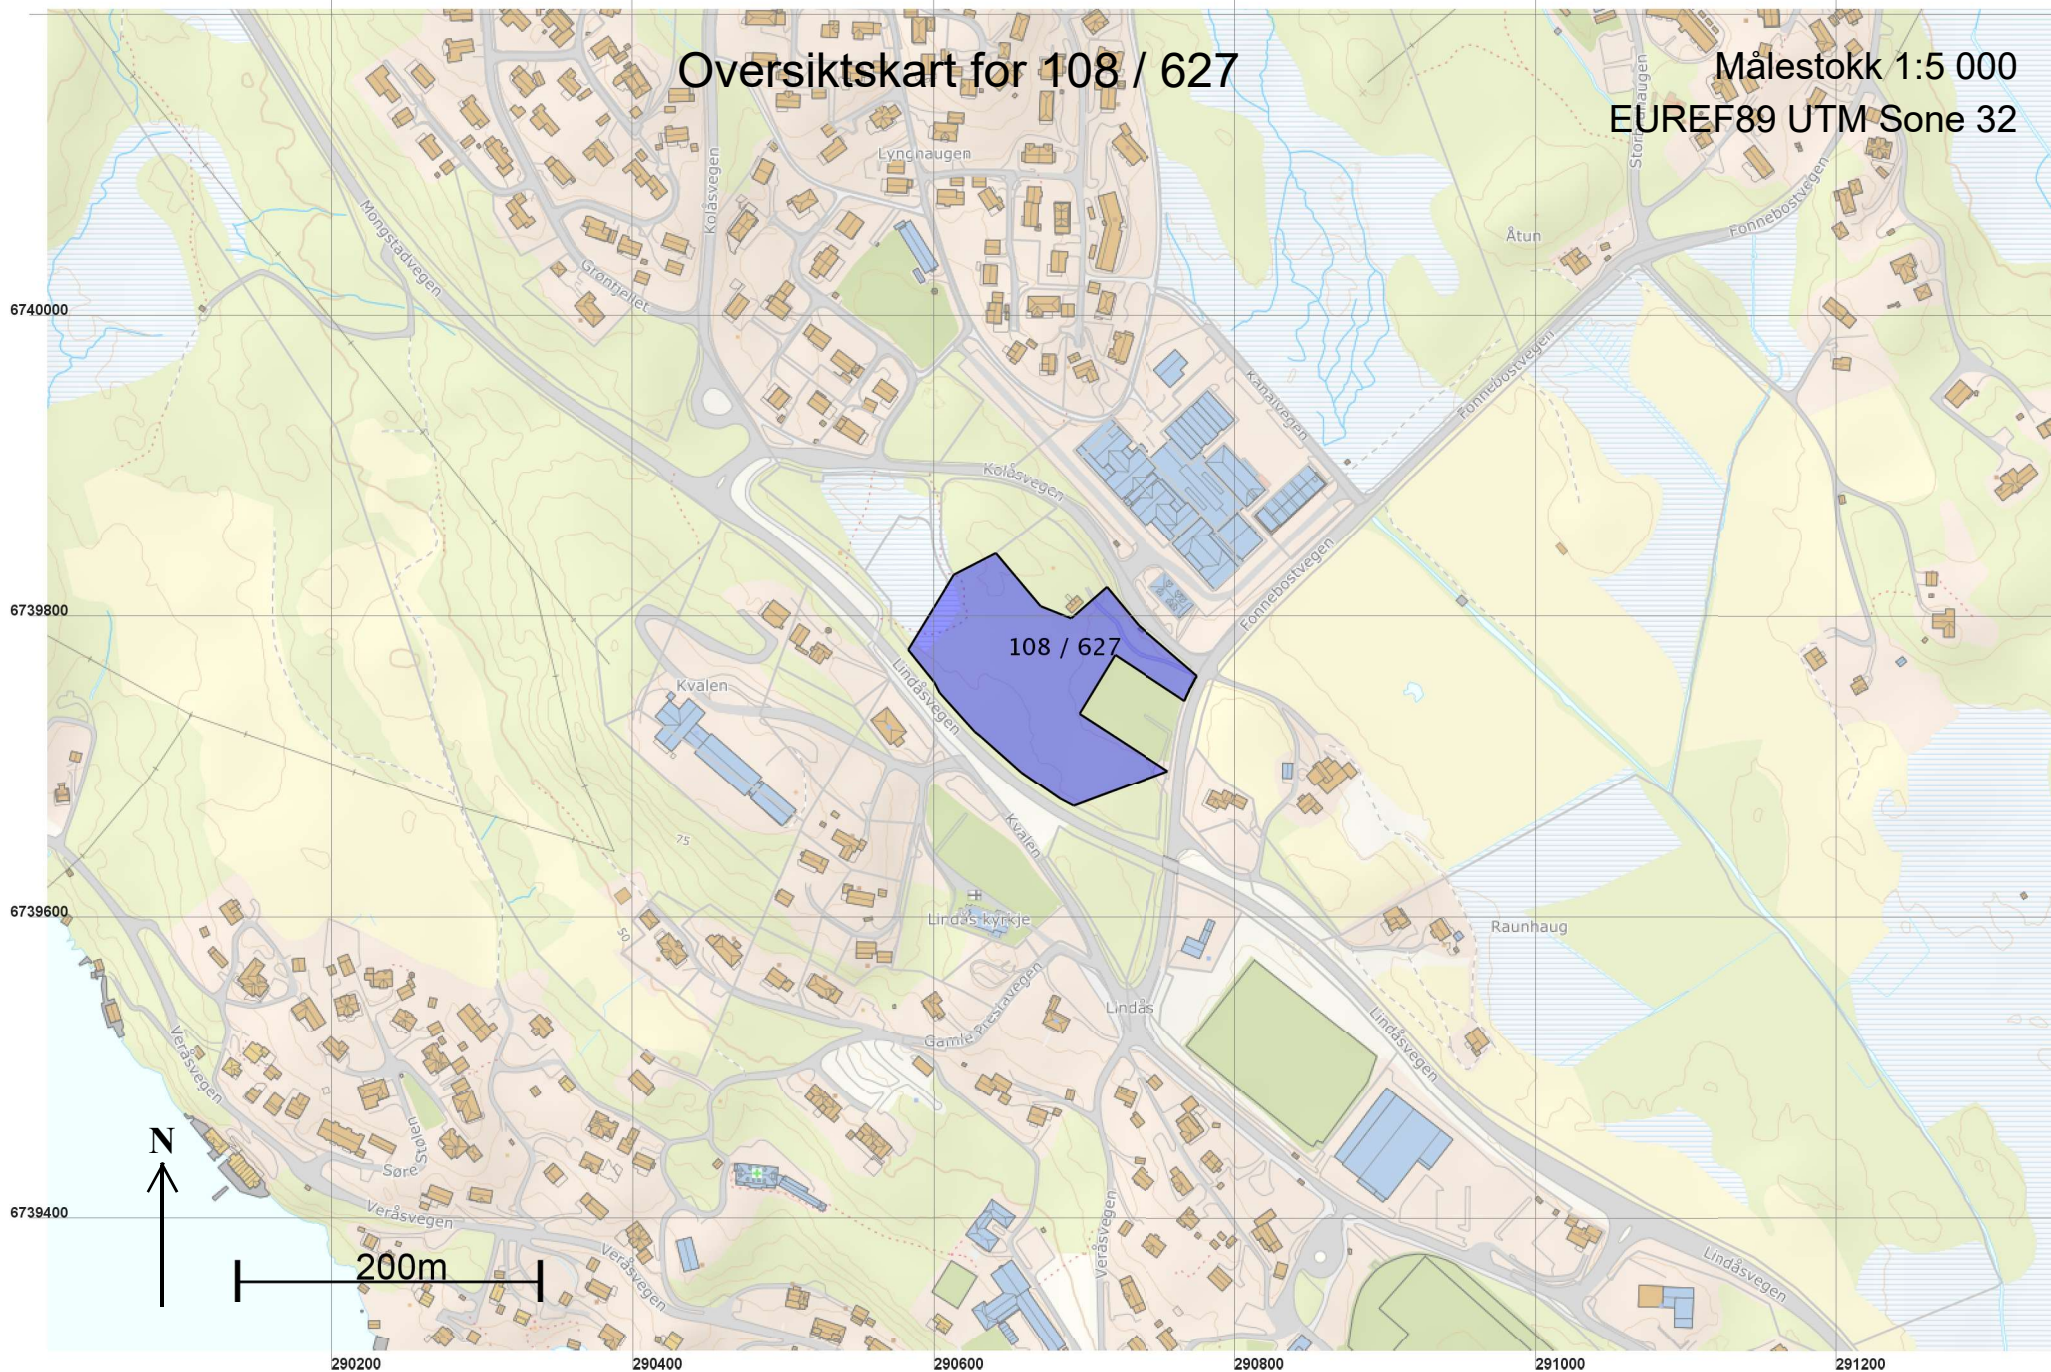 Oversiktskart for 108 / 627
Målestokk 1:5 000
EUREF89 UTM Sone 32
Lynghaugen
Kolåsvegen
Mongstadvegen
Grønfjellet
Åtun
Fonnebostvegen
6740000
Fonnebostvegen
Kanalvegen
Kolåsvegen
Fonnebostvegen
6739800
108 / 627
Kvalen
Lindåsvegen
Kvalen
75
6739600
Lindås kyrkje
50
Raunhaug
Lindås
Gamle Prestavegen
Lindåsvegen
Veråsvegen
Stølen
Søre
N
6739400
Veråsvegen
Veråsvegen
Veråsvegen
Lindåsvegen
200m
290200
290400
290600
290800
291000
291200